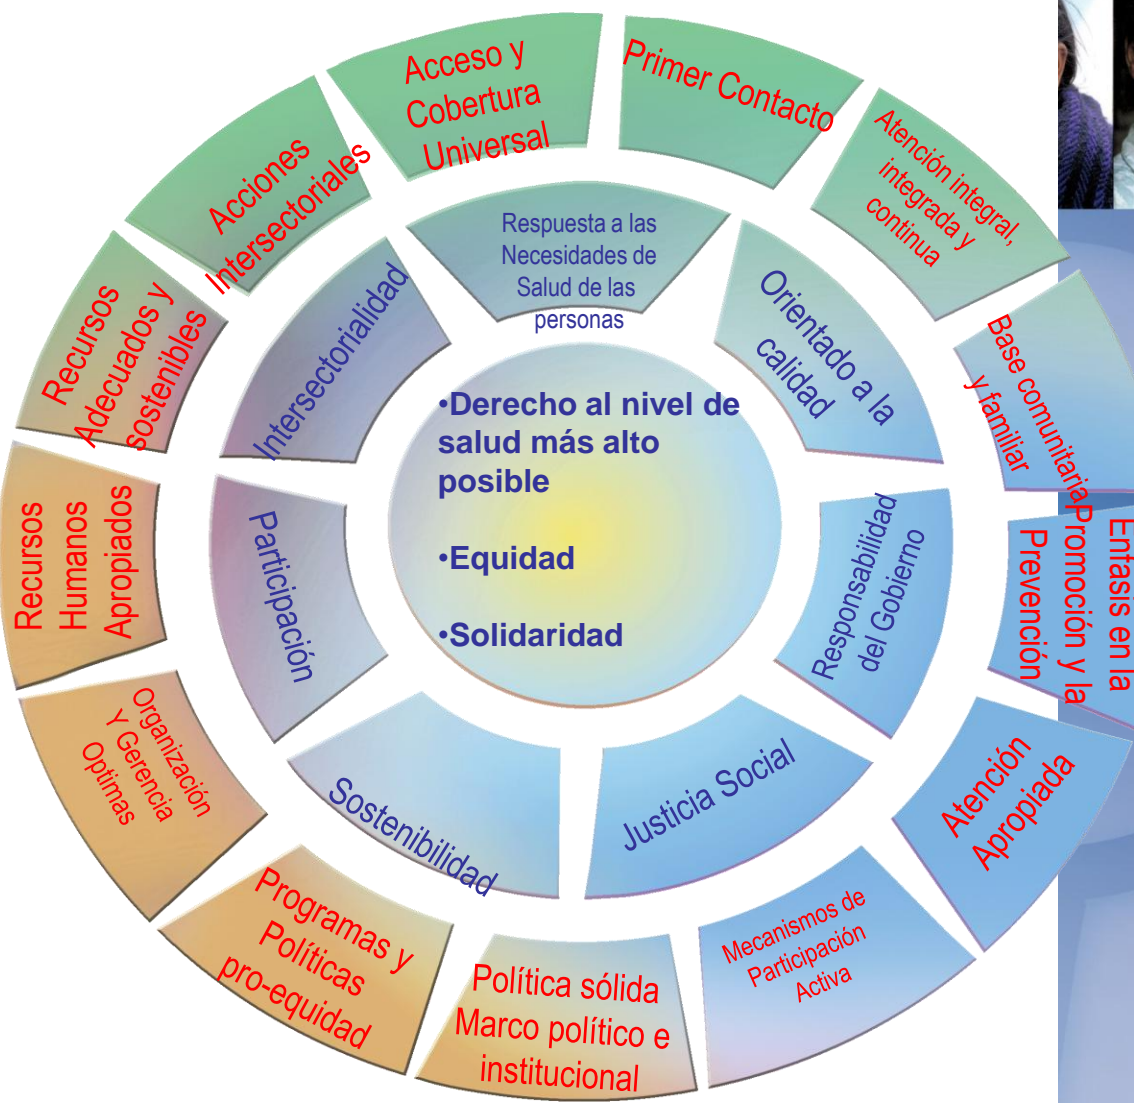 Acceso y
Cobertura
Universal
Primer Contacto
Atención integral,
integrada y
continua
Base comunitaria
y familiar
Enfasis en la
Promoción y la
Prevención
Atención
Apropiada
Mecanismos de
Participación
Activa
Política sólida
Marco político e
institucional
Programas y
Políticas
pro-equidad
Organización
Y Gerencia
Optimas
Recursos
Humanos
Apropiados
Recursos
Adecuados y
sostenibles
Acciones
Intersectoriales
Respuesta a las
Necesidades de
Salud de las
personas
Orientado a la
calidad
Responsabilidad
del Gobierno
Justicia Social
Sostenibilidad
Participación
Intersectorialidad
•Derecho al nivel de
salud más alto
posible
•Equidad
•Solidaridad